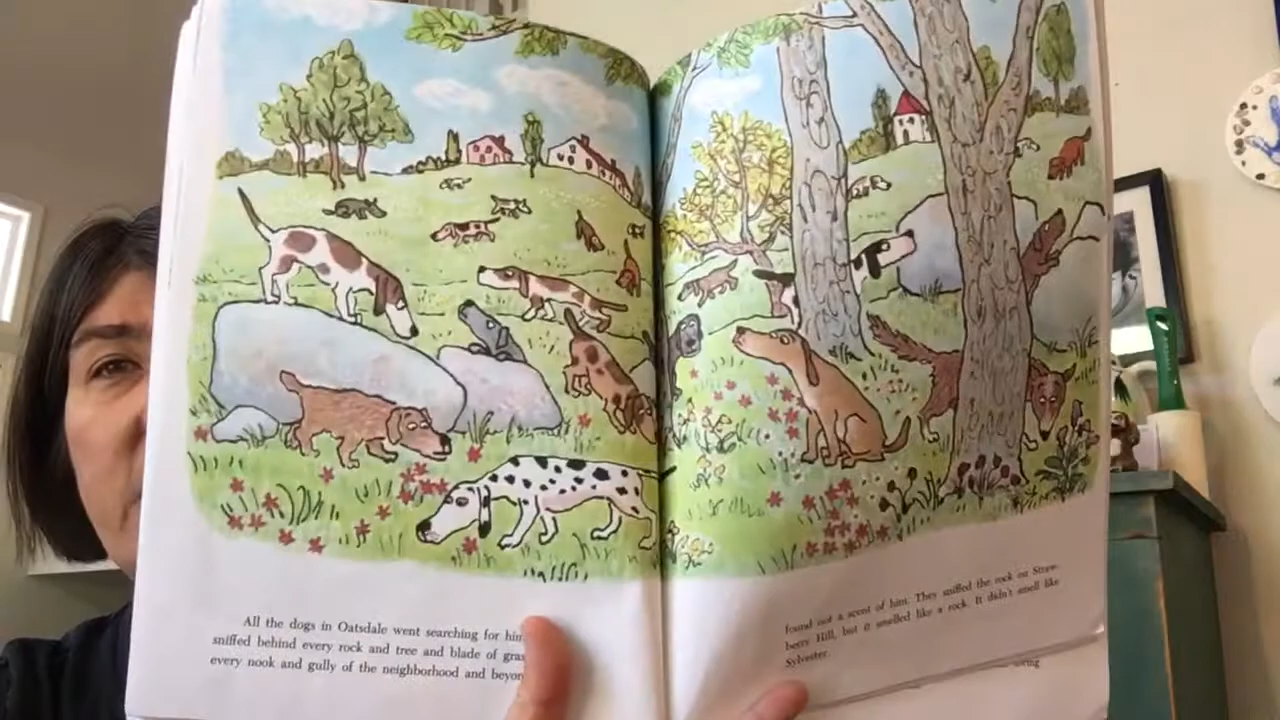 All the dogs in Oatsdale went searching for him
sniffed behind every rock and tree and blade of gras
every nook and gully of the neighborhood and beyon
found not a scent of him. They sniffed the rock on Straw-
berry Hill, but it smelled like a rock. It didn't smell like
Sylvester.